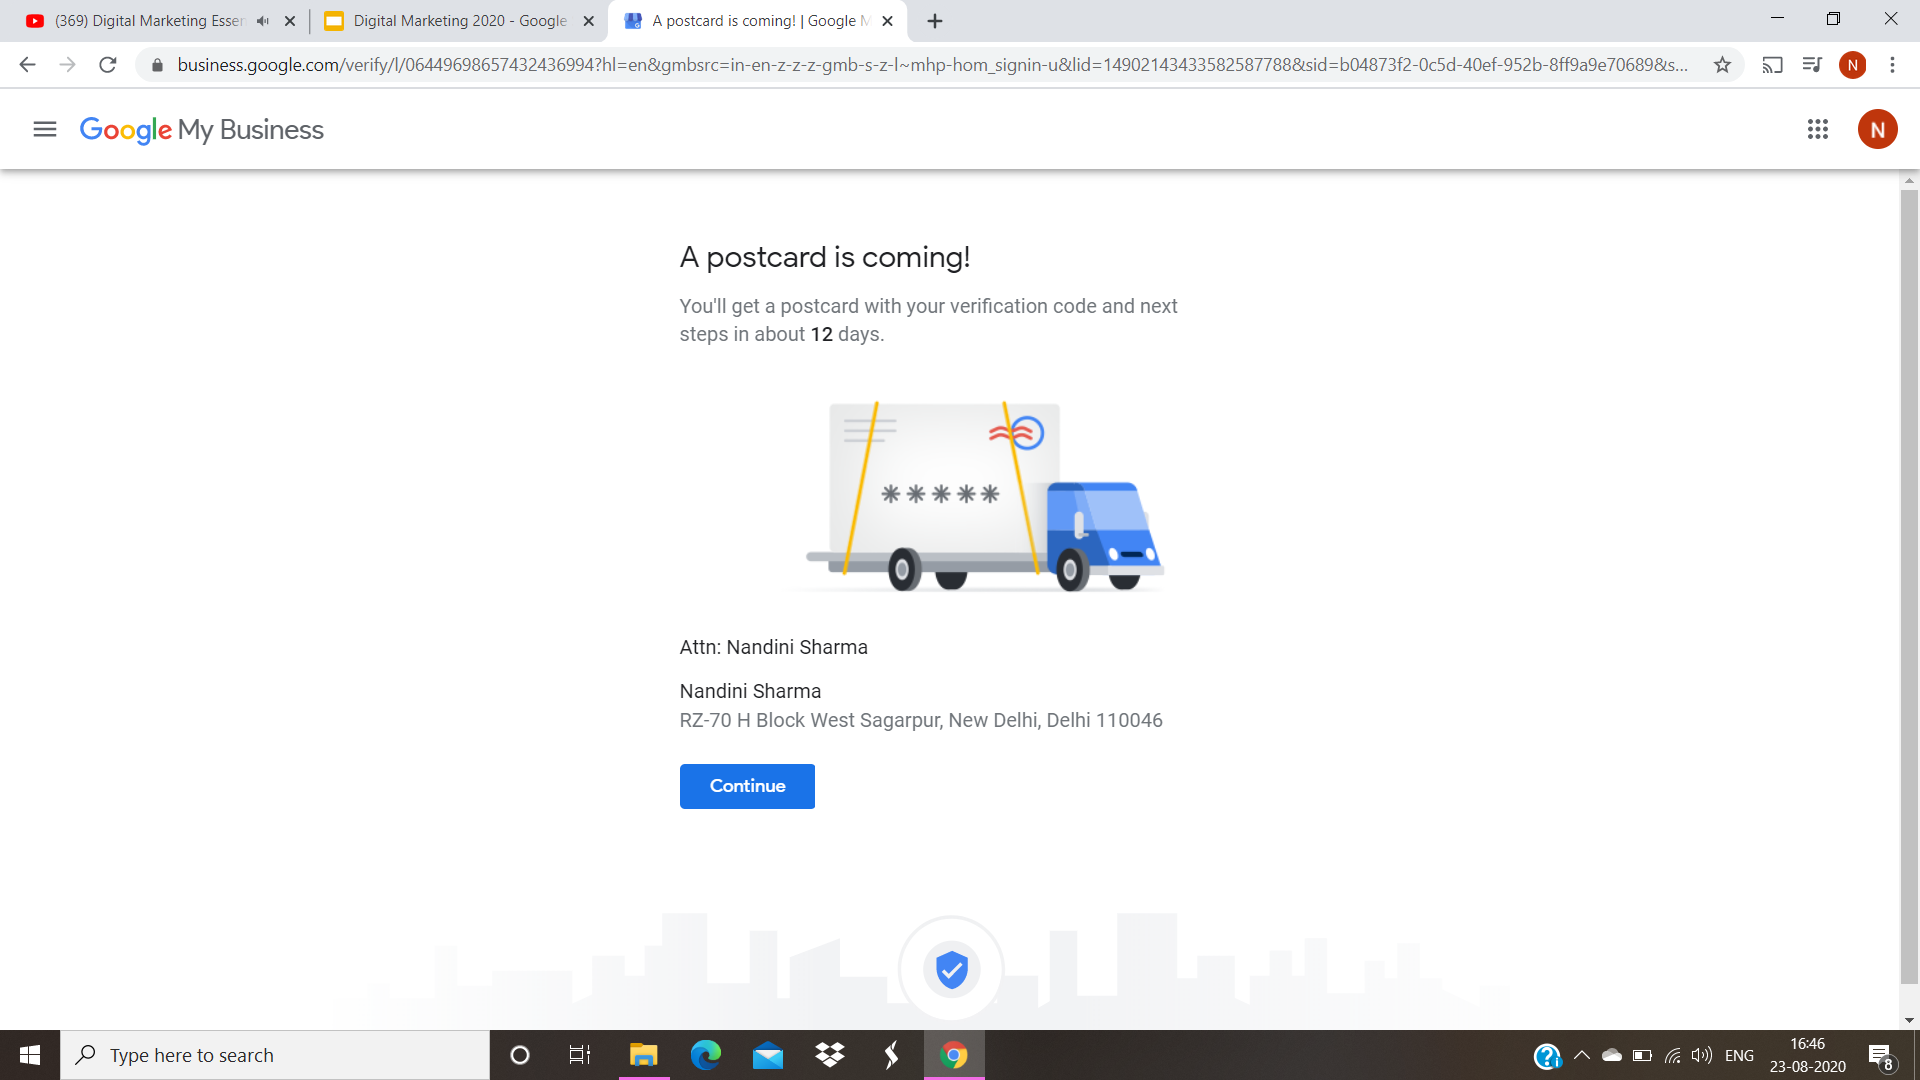 (369) Digital Marketing Essen
Digital Marketing 2020 - Google
A postcard is coming! | Google M
business.google.com/verify/l/06449698657432436994?hl=en&gmbsrc=in-en-z-z-z-gmb-s-z-l~mhp-hom_signin-u&lid=14902143433582587788&sid=b04873f2-0c5d-40ef-952b-8ff9a9e70689&s...
N
Google My Business
N
A postcard is coming!
You'll get a postcard with your verification code and next
steps in about 12 days.
*****
Attn: Nandini Sharma
Nandini Sharma
RZ-70 H Block West Sagarpur, New Delhi, Delhi 110046
Continue
Type here to search
ENG
16:46
23-08-2020
8